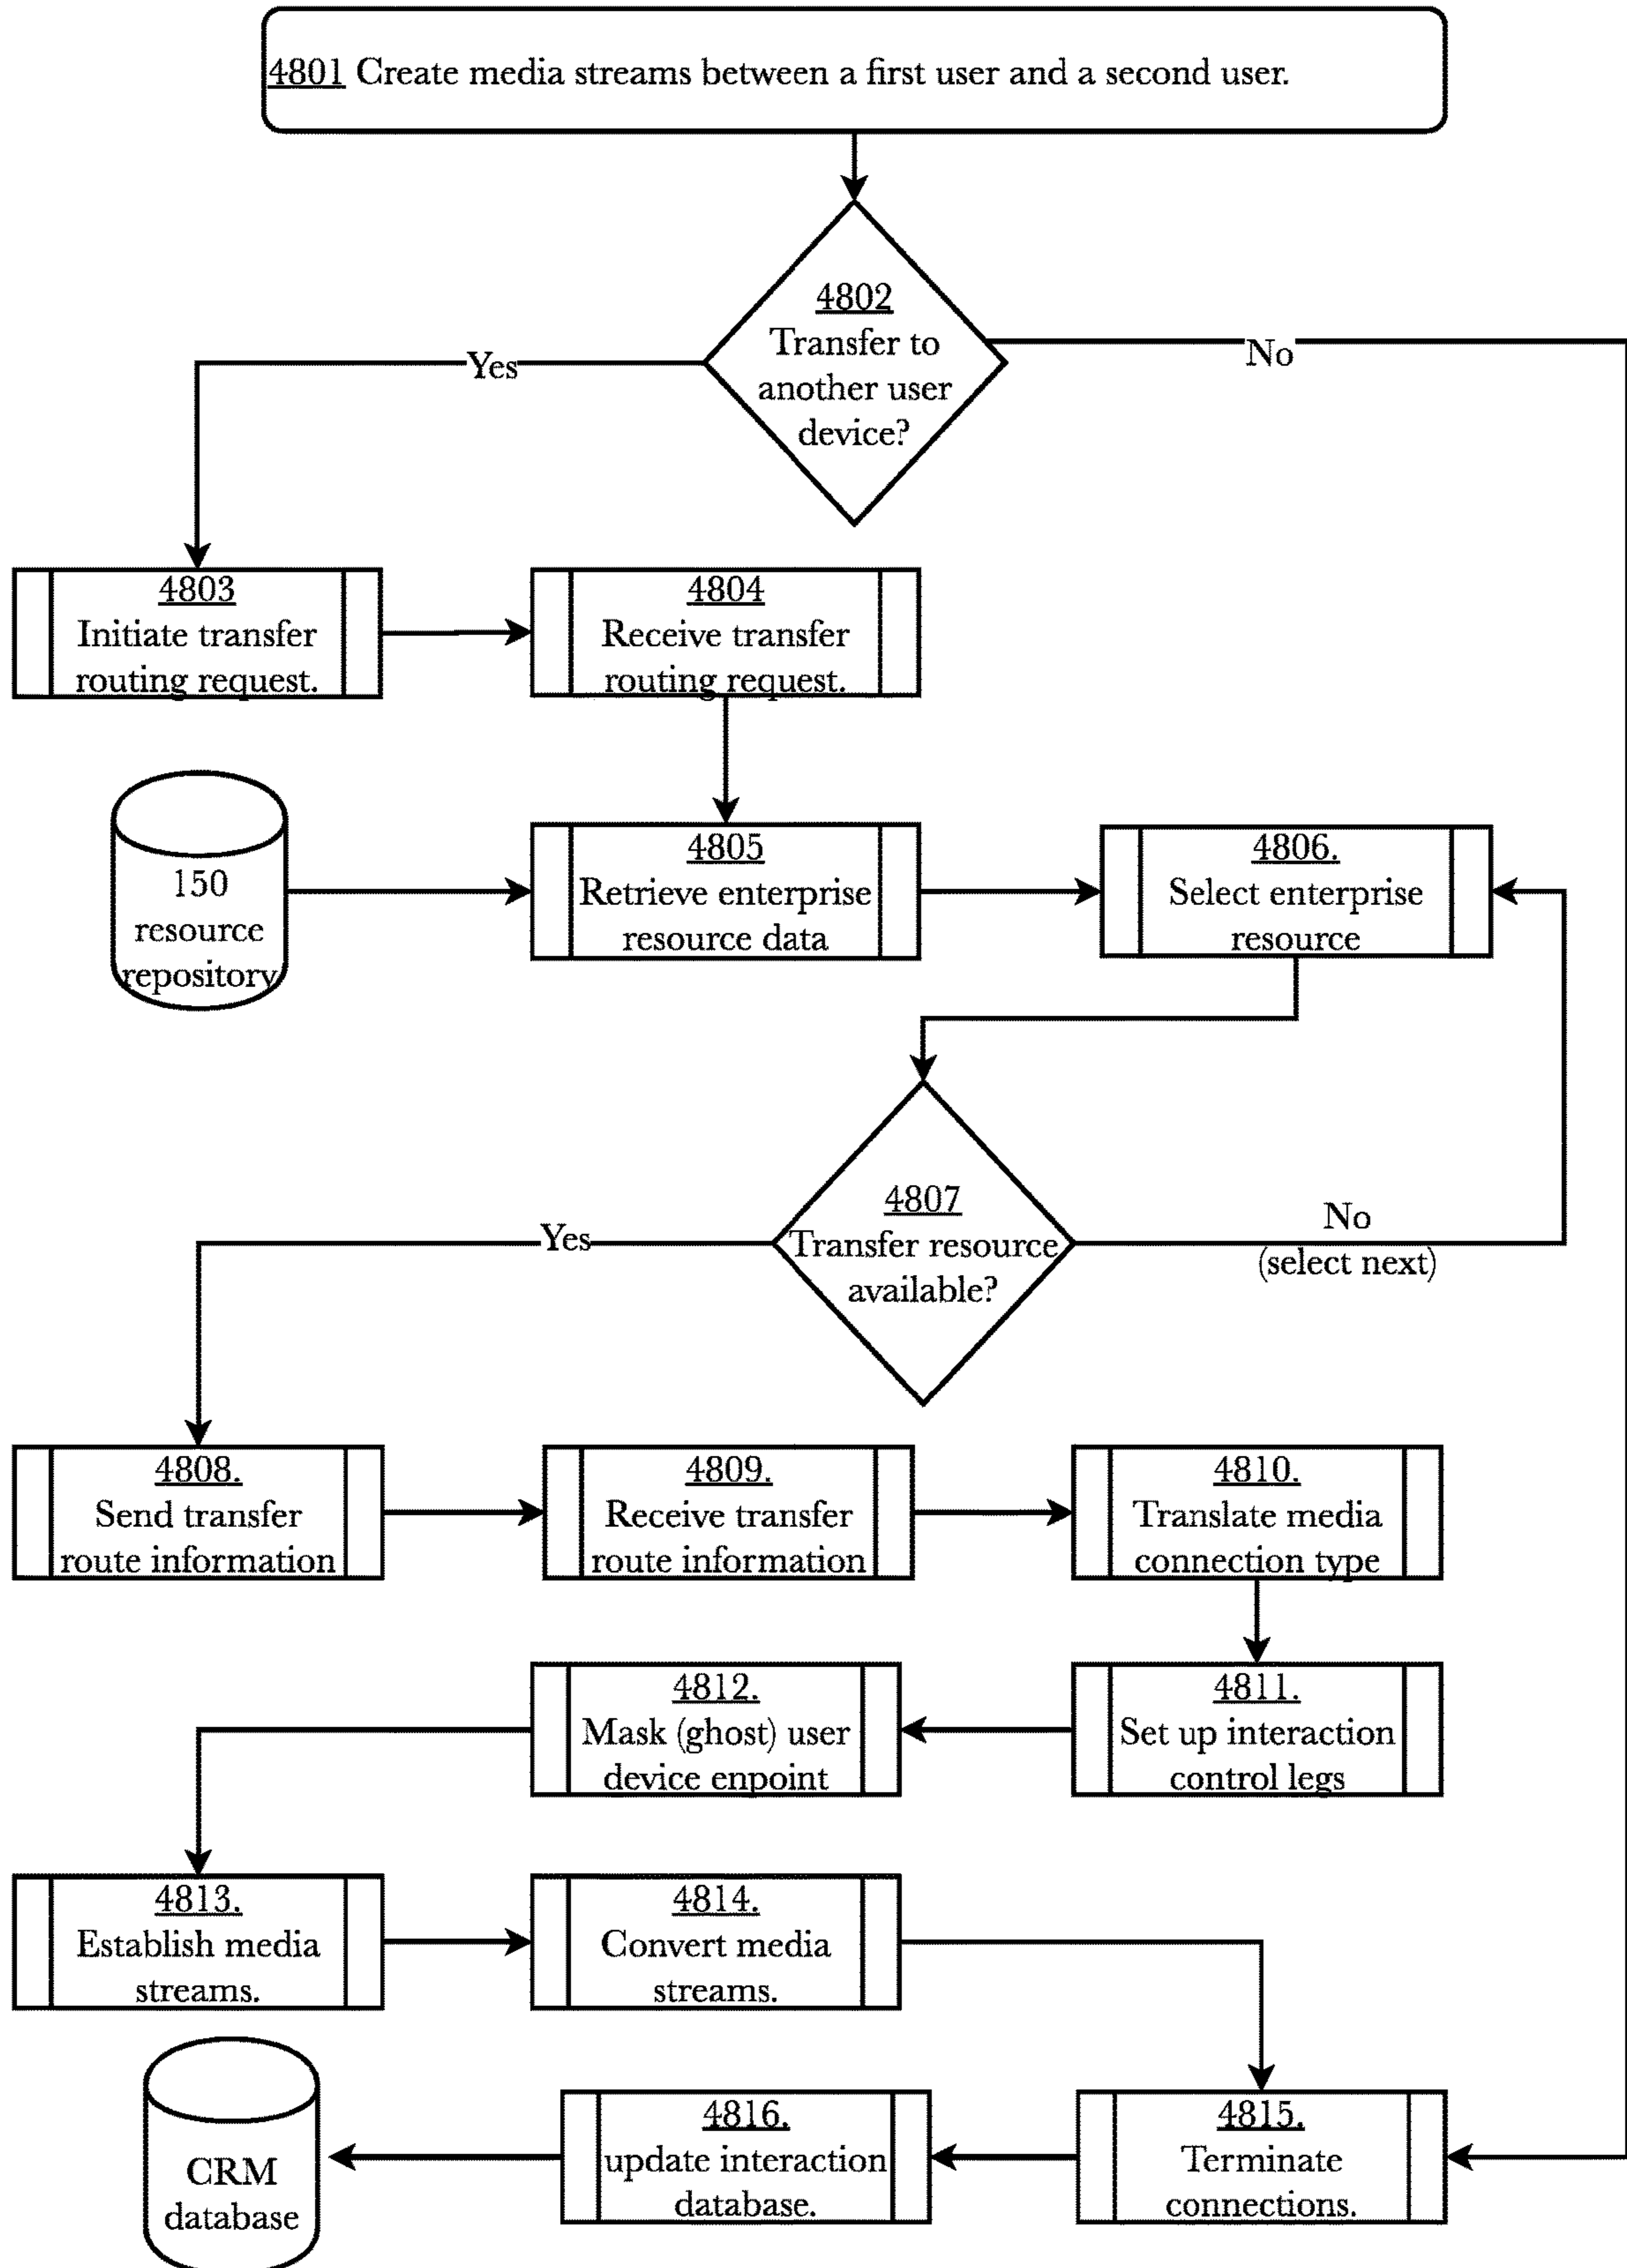 4801 Create media streams between a first user and a second user.
4802
Transfer to
another user
device?
Yes
No
4803
Initiate transfer
routing request.
4804
Receive transfer
routing request.
150
resource
repository
4805
Retrieve enterprise
resource data
4806.
Select enterprise
resource
4807
Transfer resource
available?
Yes
No
(select next)
4808.
Send transfer
route information
4809.
Receive transfer
route information
4810.
Translate media
connection type
4812.
Mask (ghost) user
device enpoint
4811.
Set up interaction
control legs
4813.
Establish media
streams.
4814.
Convert media
streams.
CRM
database
4816.
update interaction
database.
4815.
Terminate
connections.